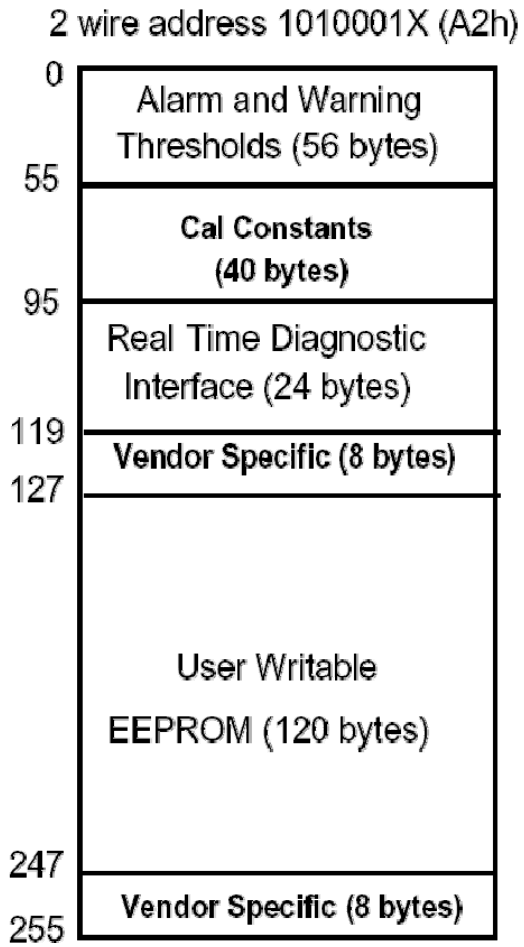 2 wire address 1010001X (A2h)
0
Alarm and Warning
Thresholds (56 bytes)
55
Cal Constants
(40 bytes)
95
Real Time Diagnostic
Interface (24 bytes)
119
Vendor Specific (8 bytes)
127
User Writable
EEPROM (120 bytes)
247
Vendor Specific (8 bytes)
255